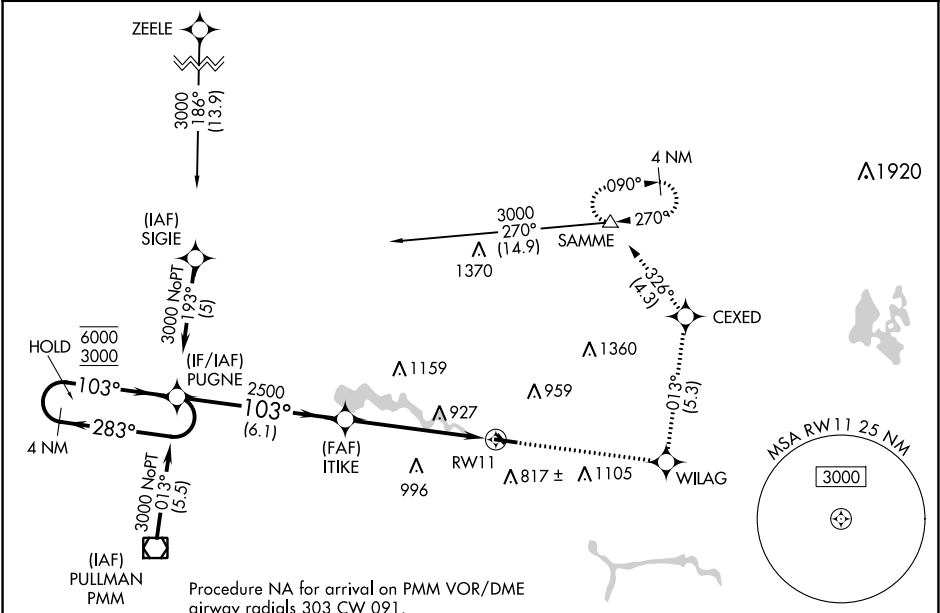 ZEELE
3000
186°
(13.9)
4 NM
090°
270°
1920
(IAF)
SIGIE
3000
270°
(14.9)
SAMME
1370
3000 NoPT
193°
(5)
326°
(4.3)
CEXED
HOLD
6000
3000
(IF/IAF)
PUGNE
1360
1159
103°
2500
103°
(6.1)
959
013°
(5.3)
927
283°
4 NM
(FAF)
ITIKE
RW11
MSA RW11 25 NM
996
817 ±
1105
WILAG
3000
3000 NoPT
013°
(5.5)
(IAF)
PULLMAN
PMM
Procedure NA for arrival on PMM VOR/DME
airway radials 303 CW 091.